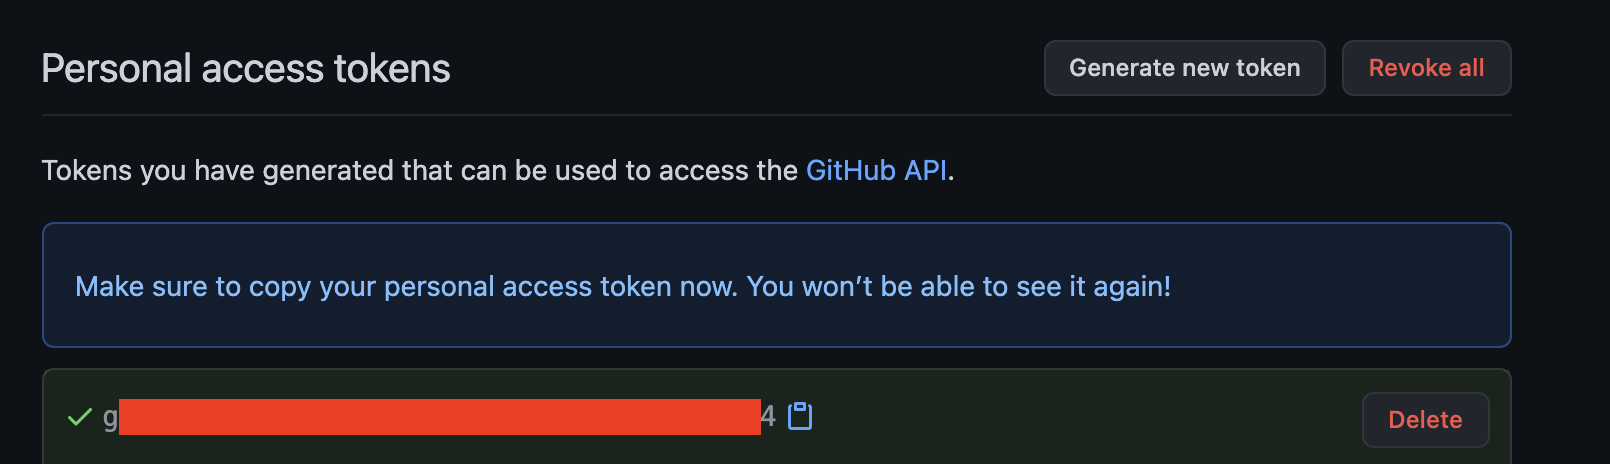 Personal access tokens
Generate new token
Revoke all
Tokens you have generated that can be used to access the GitHub API.
Make sure to copy your personal access token now. You won’t be able to see it again!
g
4
Delete